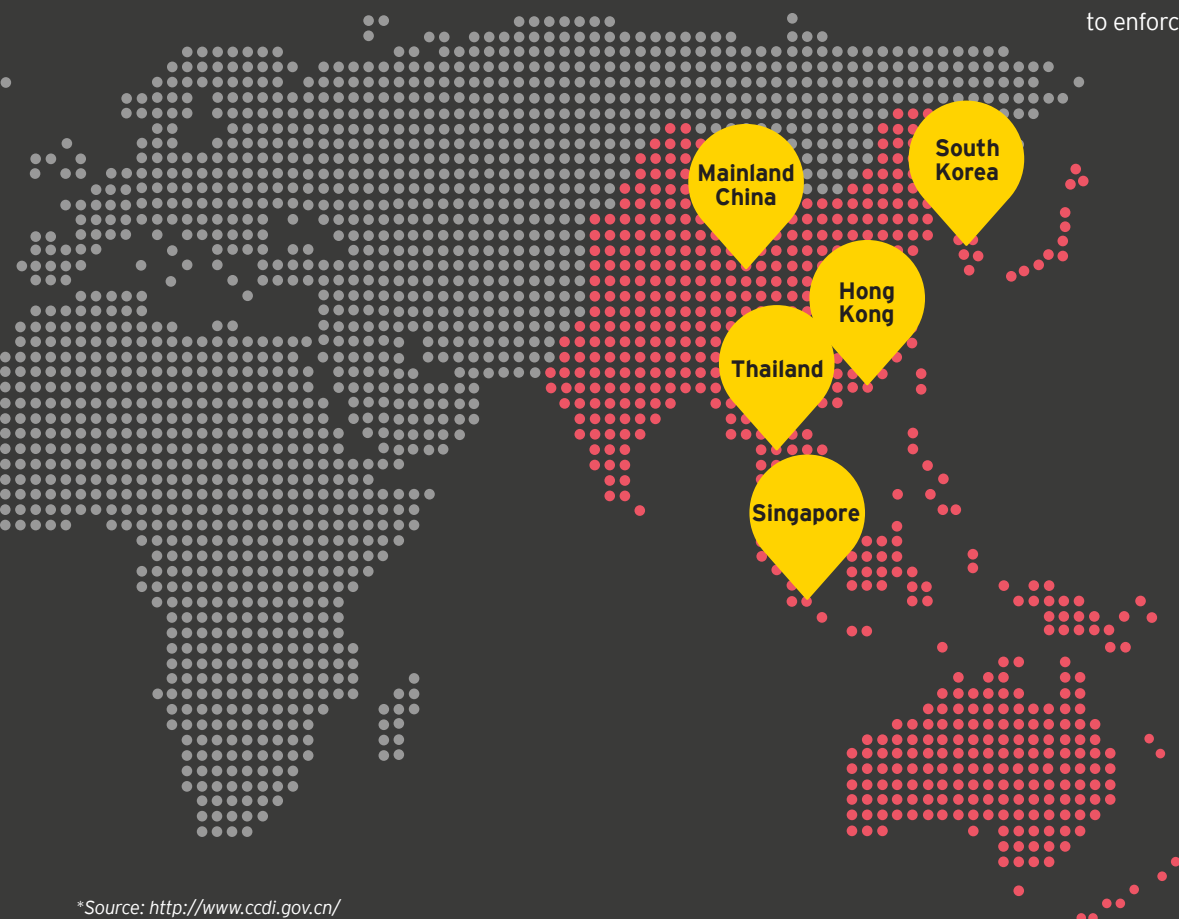 to enforc
South
Korea
Mainland
China
Hong
Kong
Thailand
Singapore
*Source: http://www.ccdi.gov.cn/